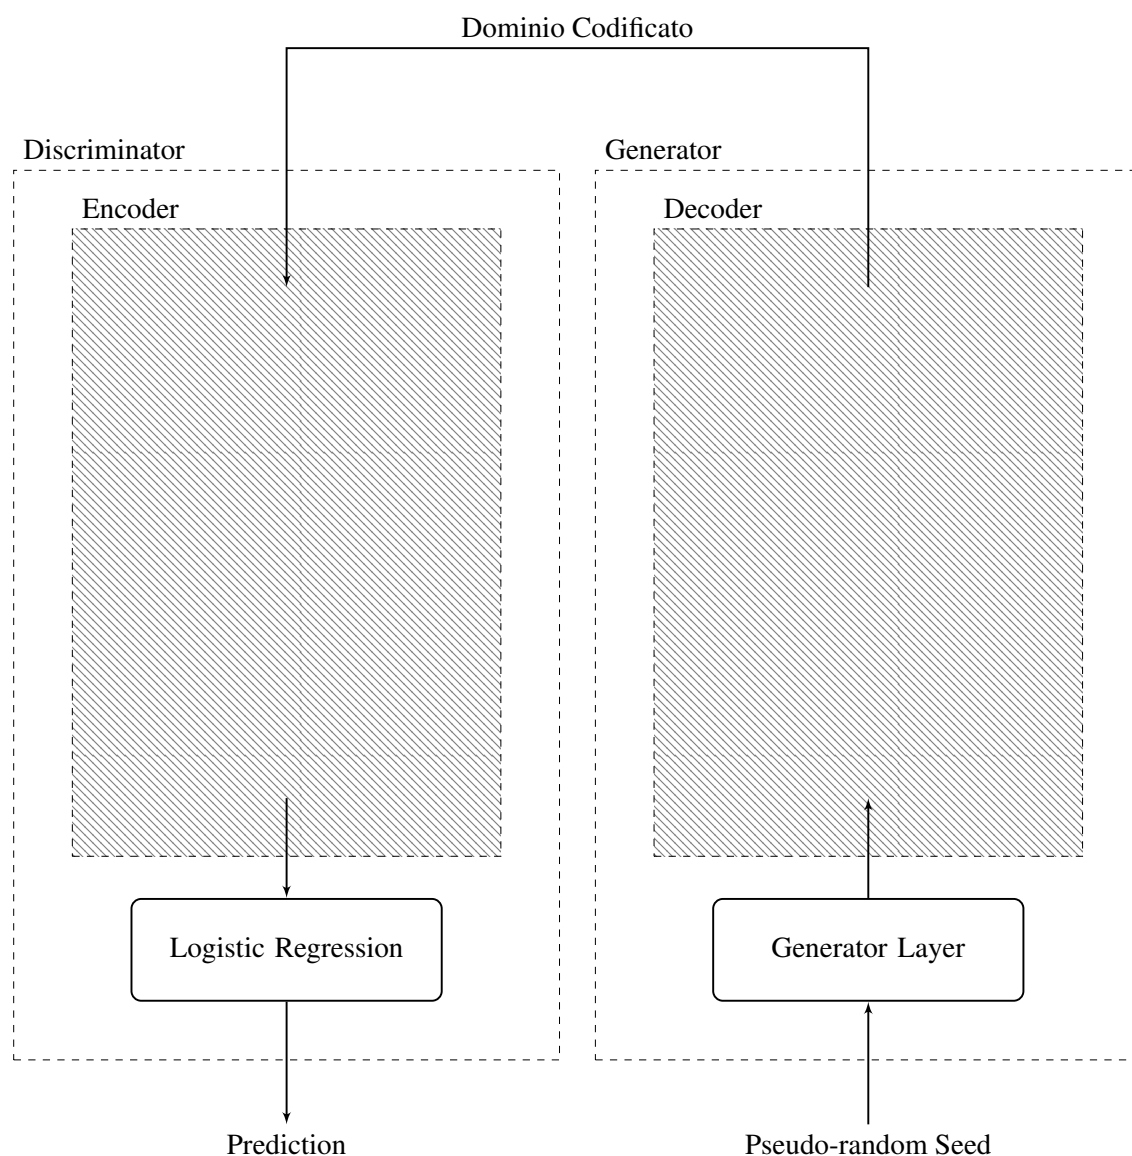 Dominio Codificato
Discriminator
Generator
Encoder
Decoder
Logistic Regression
Generator Layer
Prediction
Pseudo-random Seed